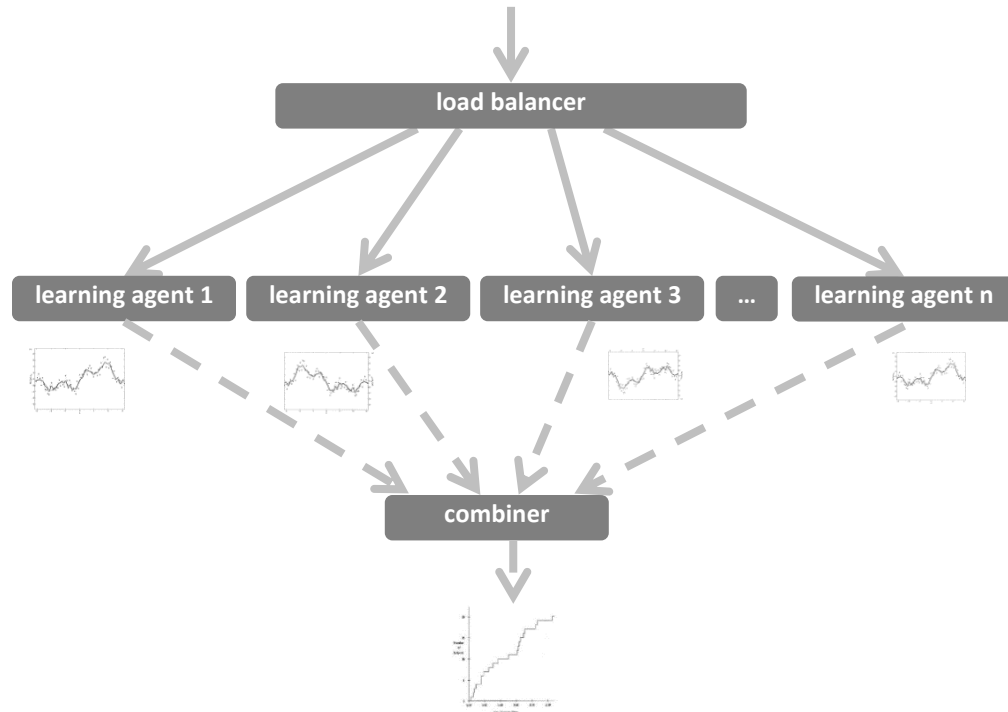 load balancer
learning agent 1
learning agent 2
learning agent 3
...
learning agent n
combiner